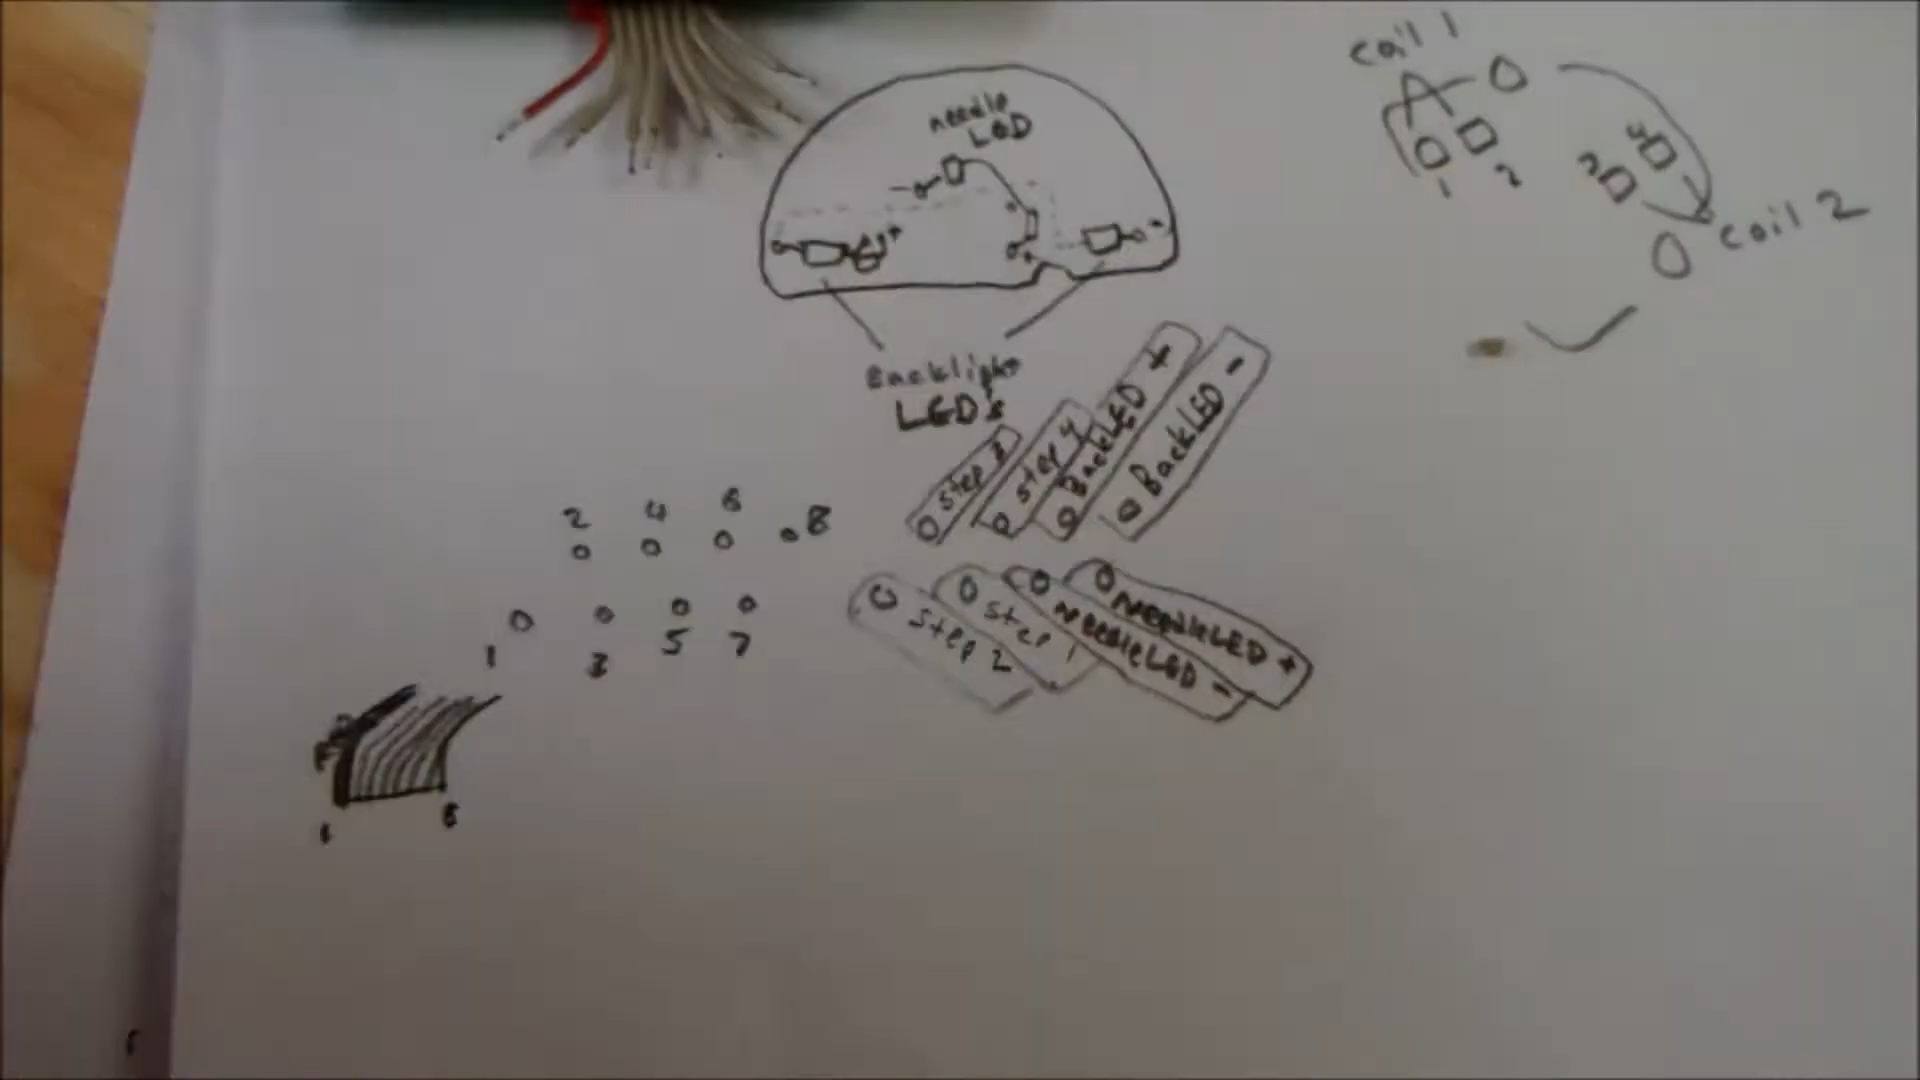 coil 1
needle
LED
+
1
2
3
3
coil 2
+
-
+
Backlight
LED's
step 3
step 4
BackLED +
BackLED -
2
4
6
8
1
3
5
7
step 2
step 1
NeedleLED -
NeedleLED +
1
8